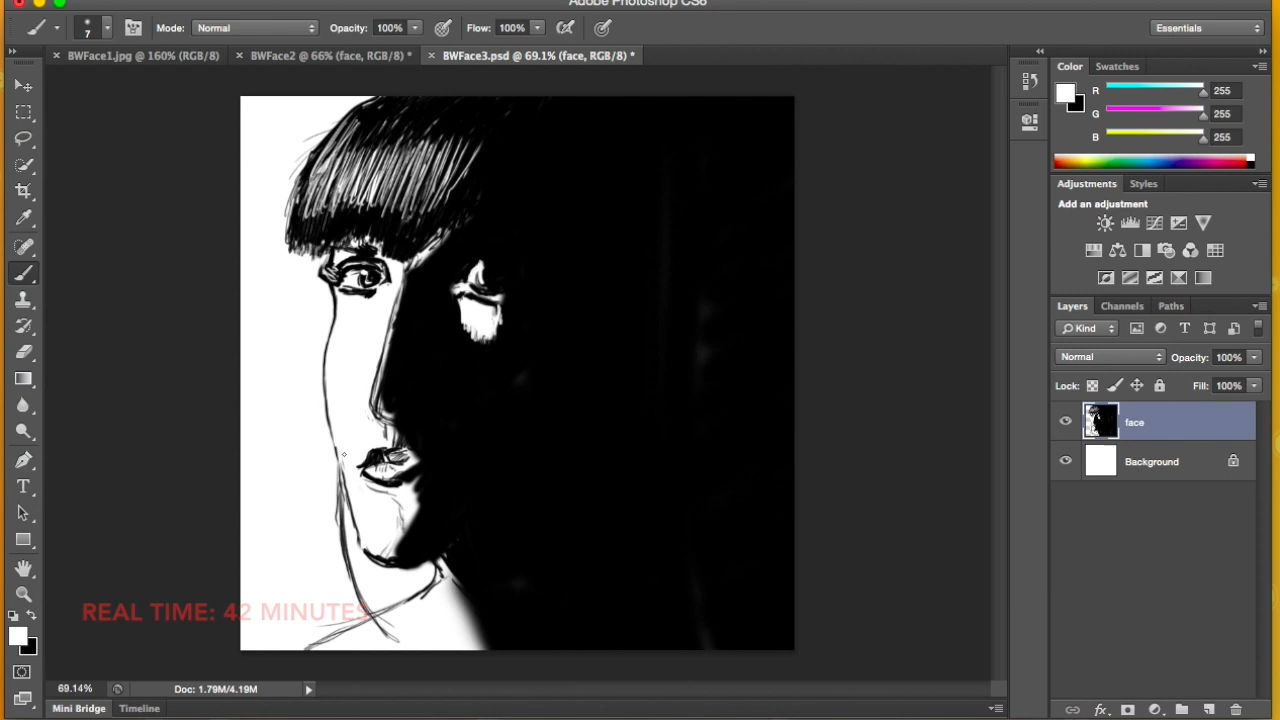 Adobe Photoshop CS6
7
Mode: Normal
Opacity: 100%
Flow: 100%
Essentials
BWFace1.jpg @ 160% (RGB/8)
BWFace2 @ 66% (face, RGB/8) *
BWFace3.psd @ 69.1% (face, RGB/8) *
Color
Swatches
R 255
G 255
B 255
Adjustments
Styles
Add an adjustment
Layers
Channels
Paths
Kind
Normal
Opacity: 100%
Lock:
Fill: 100%
face
Background
REAL TIME: 42 MINUTES
69.14%
Doc: 1.79M/4.19M
Mini Bridge
Timeline